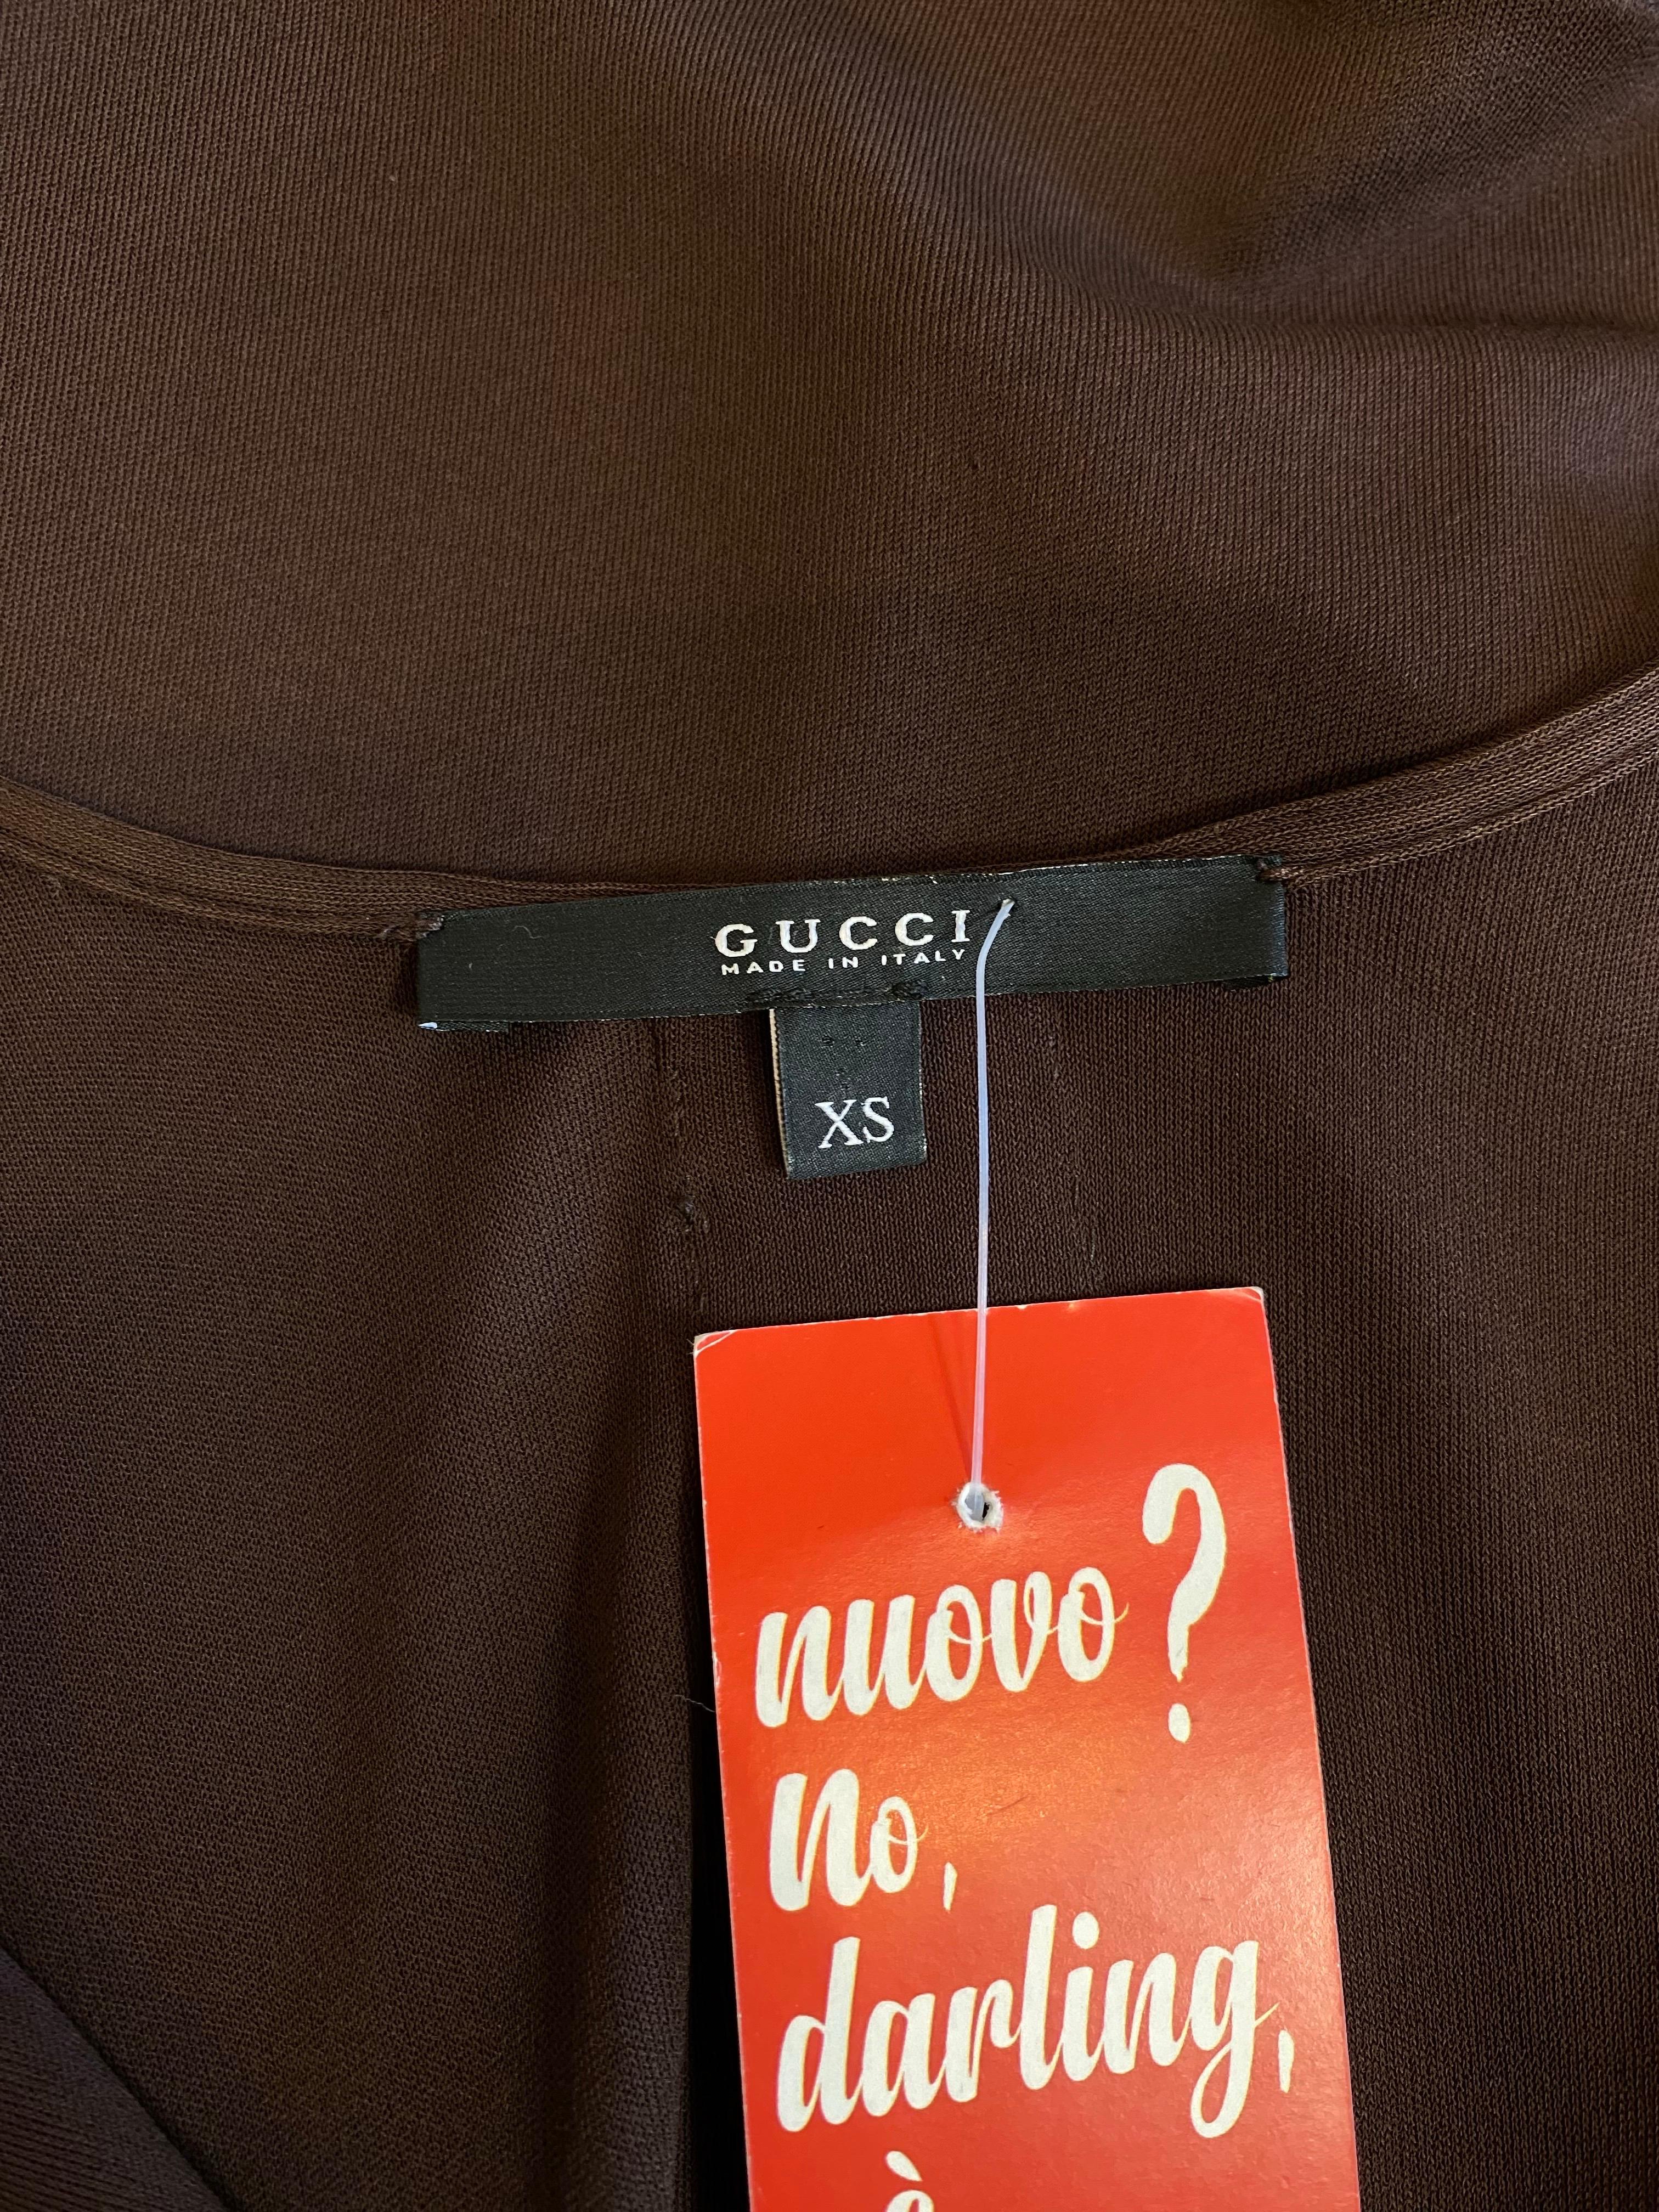 GUCCI
MADE IN ITALY
XS
nuovo?
No,
darling,
è